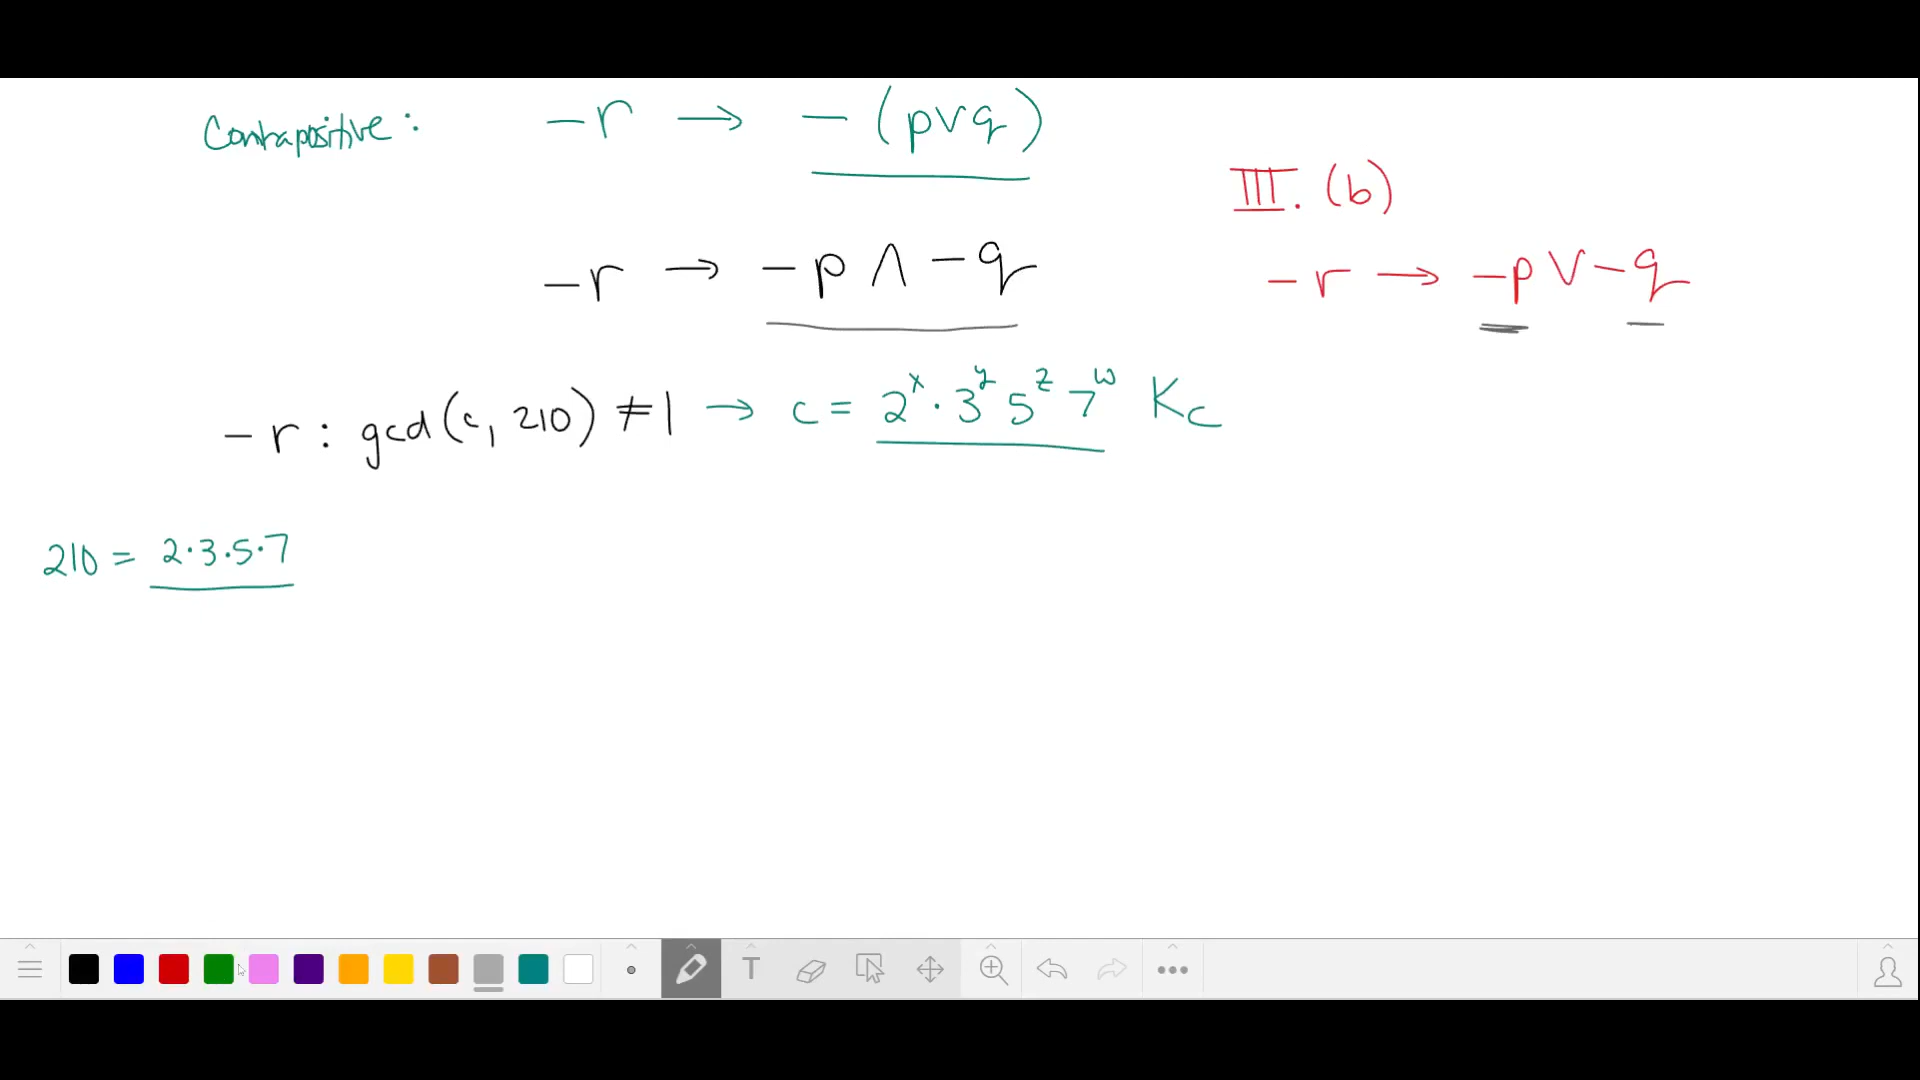 Contrapositive: -r → -(p∨q)
III. (b)
-r → -p ∧ -q
-r → -p ∨ -q
-r: gcd(c, 210) ≠ 1 → c = 2^x · 3^y 5^z 7^w K_c
210 = 2·3·5·7
T